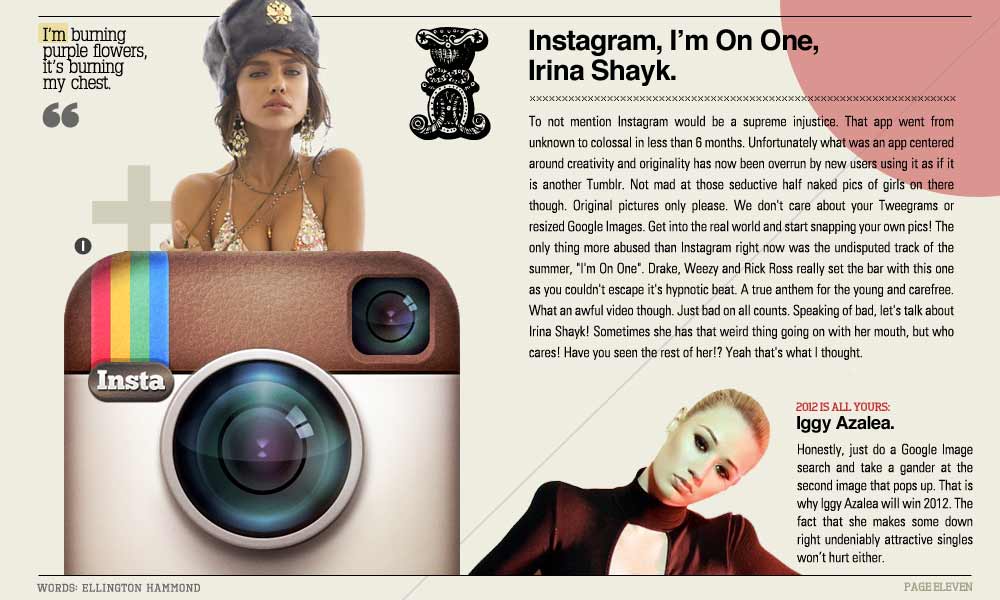 I'm burning
purple flowers,
it's burning
my chest.
Insta
Instagram, I'm On One,
Irina Shayk.
To not mention Instagram would be a supreme injustice. That app went from
unknown to colossal in less than 6 months. Unfortunately what was an app centered
around creativity and originality has now been overrun by new users using it as if it
is another Tumblr. Not mad at those seductive half naked pics of girls on there
though. Original pictures only please. We don't care about your Tweegrams or
resized Google Images. Get into the real world and start snapping your own pics! The
only thing more abused than Instagram right now was the undisputed track of the
summer, "I'm On One". Drake, Weezy and Rick Ross really set the bar with this one
as you couldn't escape it's hypnotic beat. A true anthem for the young and carefree.
What an awful video though. Just bad on all counts. Speaking of bad, let's talk about
Irina Shayk! Sometimes she has that weird thing going on with her mouth, but who
cares! Have you seen the rest of her!? Yeah that's what I thought.
2012 IS ALL YOURS:
Iggy Azalea.
Honestly, just do a Google Image
search and take a gander at the
second image that pops up. That is
why Iggy Azalea will win 2012. The
fact that she makes some down
right undeniably attractive singles
won't hurt either.
WORDS: ELLINGTON HAMMOND
PAGE ELEVEN